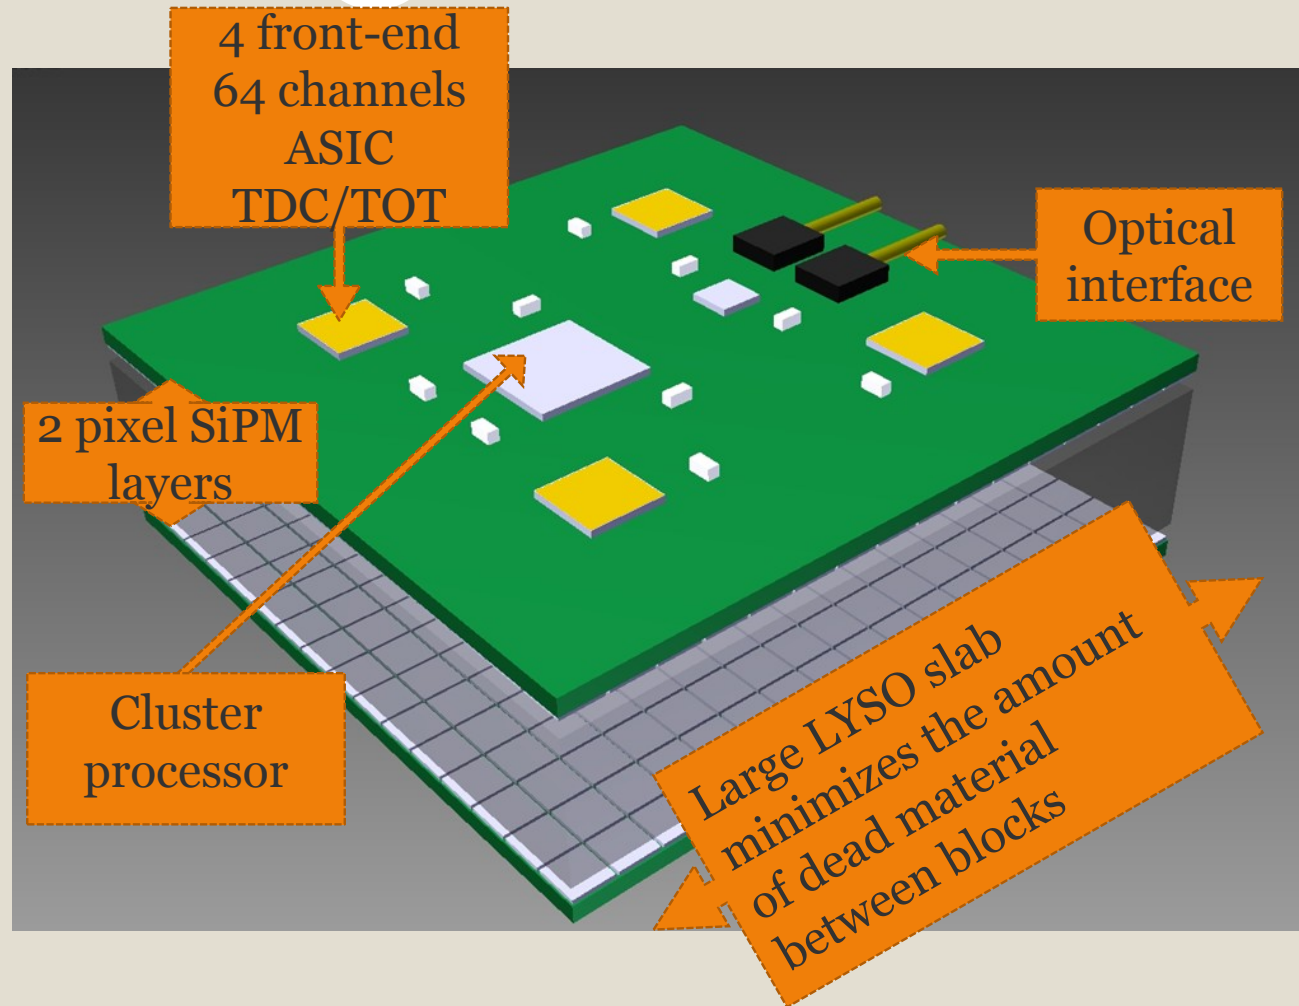 4 front-end
64 channels
ASIC
TDC/TOT
Optical
interface
2 pixel SiPM
layers
Cluster
processor
Large LYSO slab
minimizes the amount
of dead material
between blocks